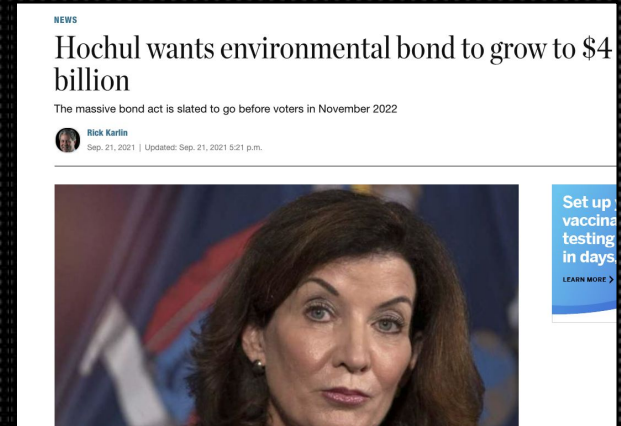 NEWS
Hochul wants environmental bond to grow to $4
billion
The massive bond act is slated to go before voters in November 2022
Rick Karlin
Sep. 21, 2021 | Updated: Sep. 21, 2021 5:21 p.m.
Set up
vaccina
testing
in days.
LEARN MORE >